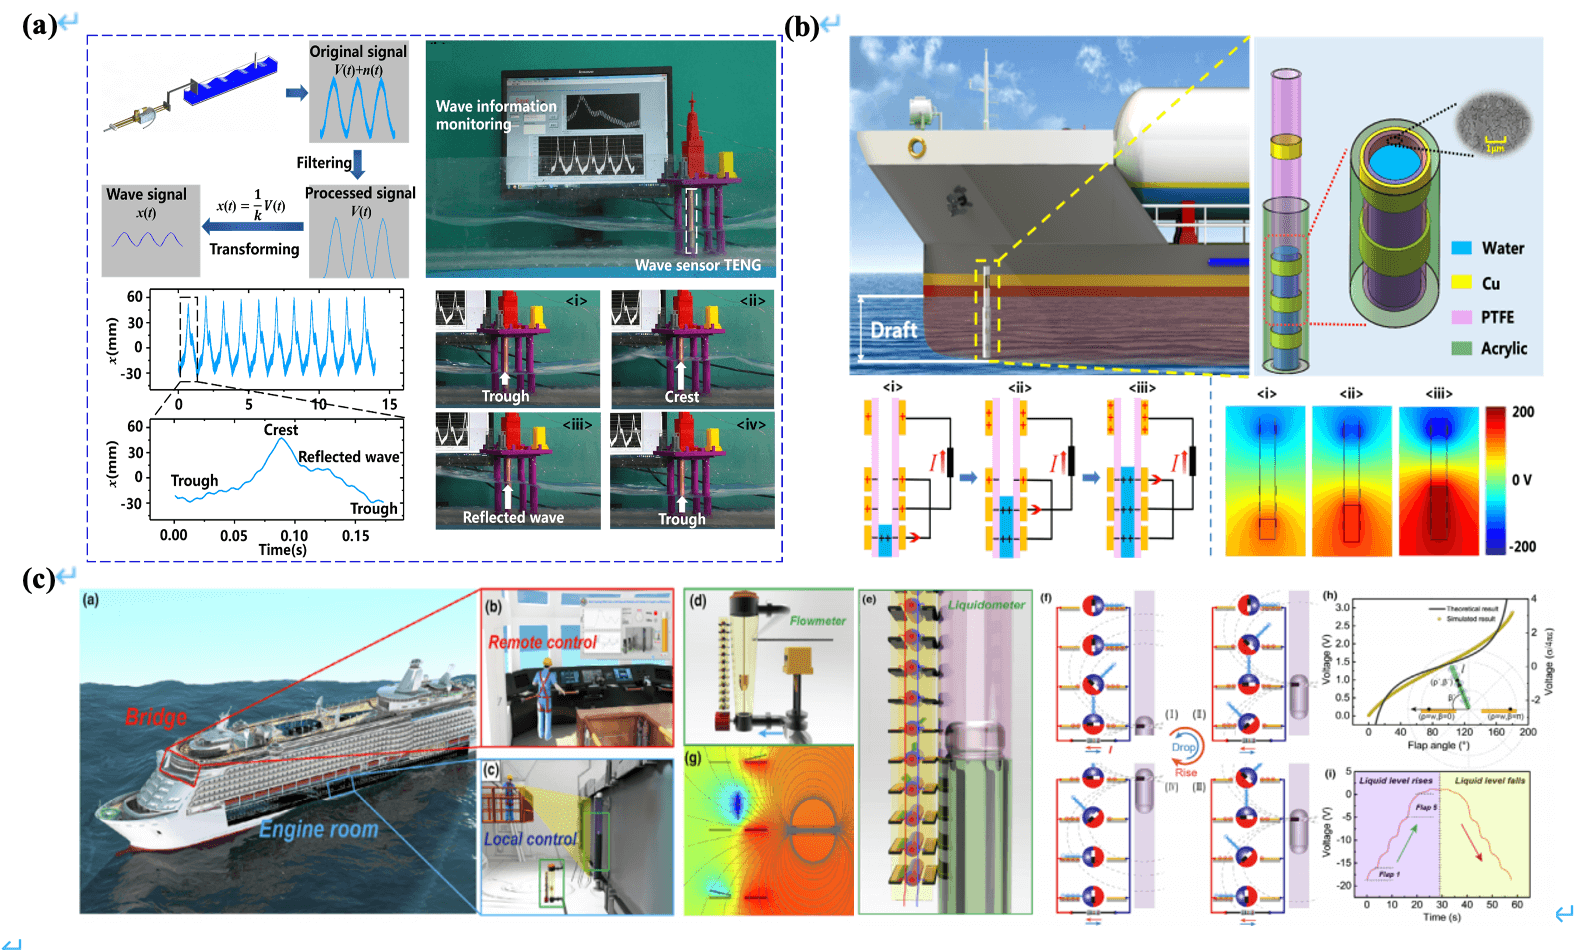 (a)
Original signal
V(t)+n(t)
Filtering
Wave signal
x(t)
x(t) = 1/k V(t)
Transforming
Processed signal
V(t)
Wave information
monitoring
Wave sensor TENG
x(mm)
60
30
0
-30
0 5 10 15
x(mm)
60
30
0
-30
Crest
Reflected wave
Trough
Trough
0.00 0.05 0.10 0.15
Time(s)
<i>
Trough
<ii>
Crest
<iii>
Reflected wave
<iv>
Trough
(b)
Draft
1μm
Water
Cu
PTFE
Acrylic
<i> <ii> <iii>
I I I
<i> <ii> <iii>
200
0 V
-200
(c)
(a)
Bridge
Engine room
(b)
Remote control
(c)
Local control
(d)
Flowmeter
(g)
(e)
Liquidometer
(f)
(I) (II)
Drop
Rise
(IV) (III)
I
(h)
Theoretical result
Simulated result
Voltage (V)
3.0
2.5
2.0
1.5
1.0
0.5
0.0
4
2
0
-2
Voltage (σ/4πε)
(ρ=w,β=0) (ρ=w,β=π)
0 40 80 120 160 200
Flap angle (°)
(i)
Liquid level rises
Liquid level falls
Flap 5
Flap 1
Voltage (V)
5
0
-5
-10
-15
-20
0 10 20 30 40 50 60
Time (s)